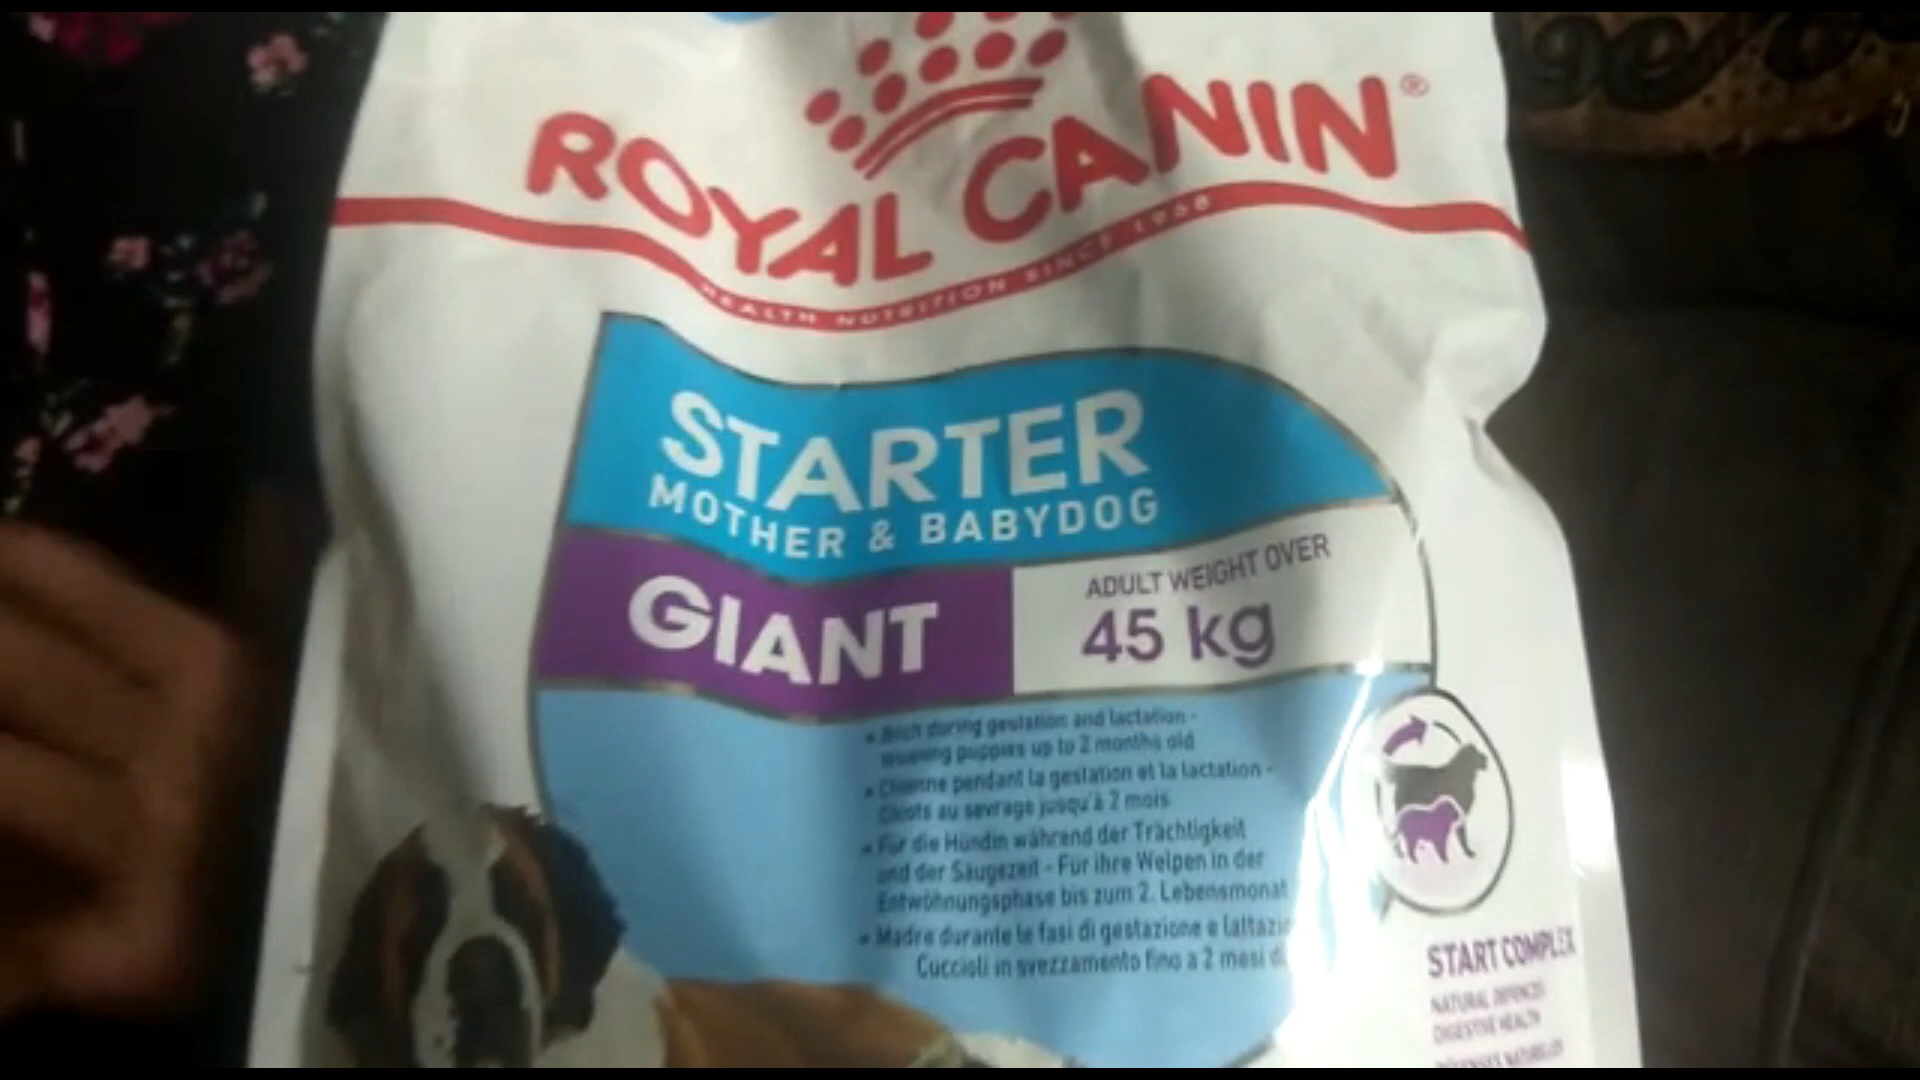 ROYAL CANIN®
HEALTH NUTRITION SINCE 1968
STARTER
MOTHER & BABYDOG
GIANT
ADULT WEIGHT OVER
45 kg
• Bitch during gestation and lactation -
weaning puppies up to 2 months old
• Chienne pendant la gestation et la lactation -
Chiots au sevrage jusqu'à 2 mois
• Für die Hündin während der Trächtigkeit
und der Säugezeit - Für ihre Welpen in der
Entwöhnungsphase bis zum 2. Lebensmonat
• Madre durante le fasi di gestazione e lattazio
Cuccioli in svezzamento fino a 2 mesi d
START COMPLEX
NATURAL DEFENCES
DIGESTIVE HEALTH